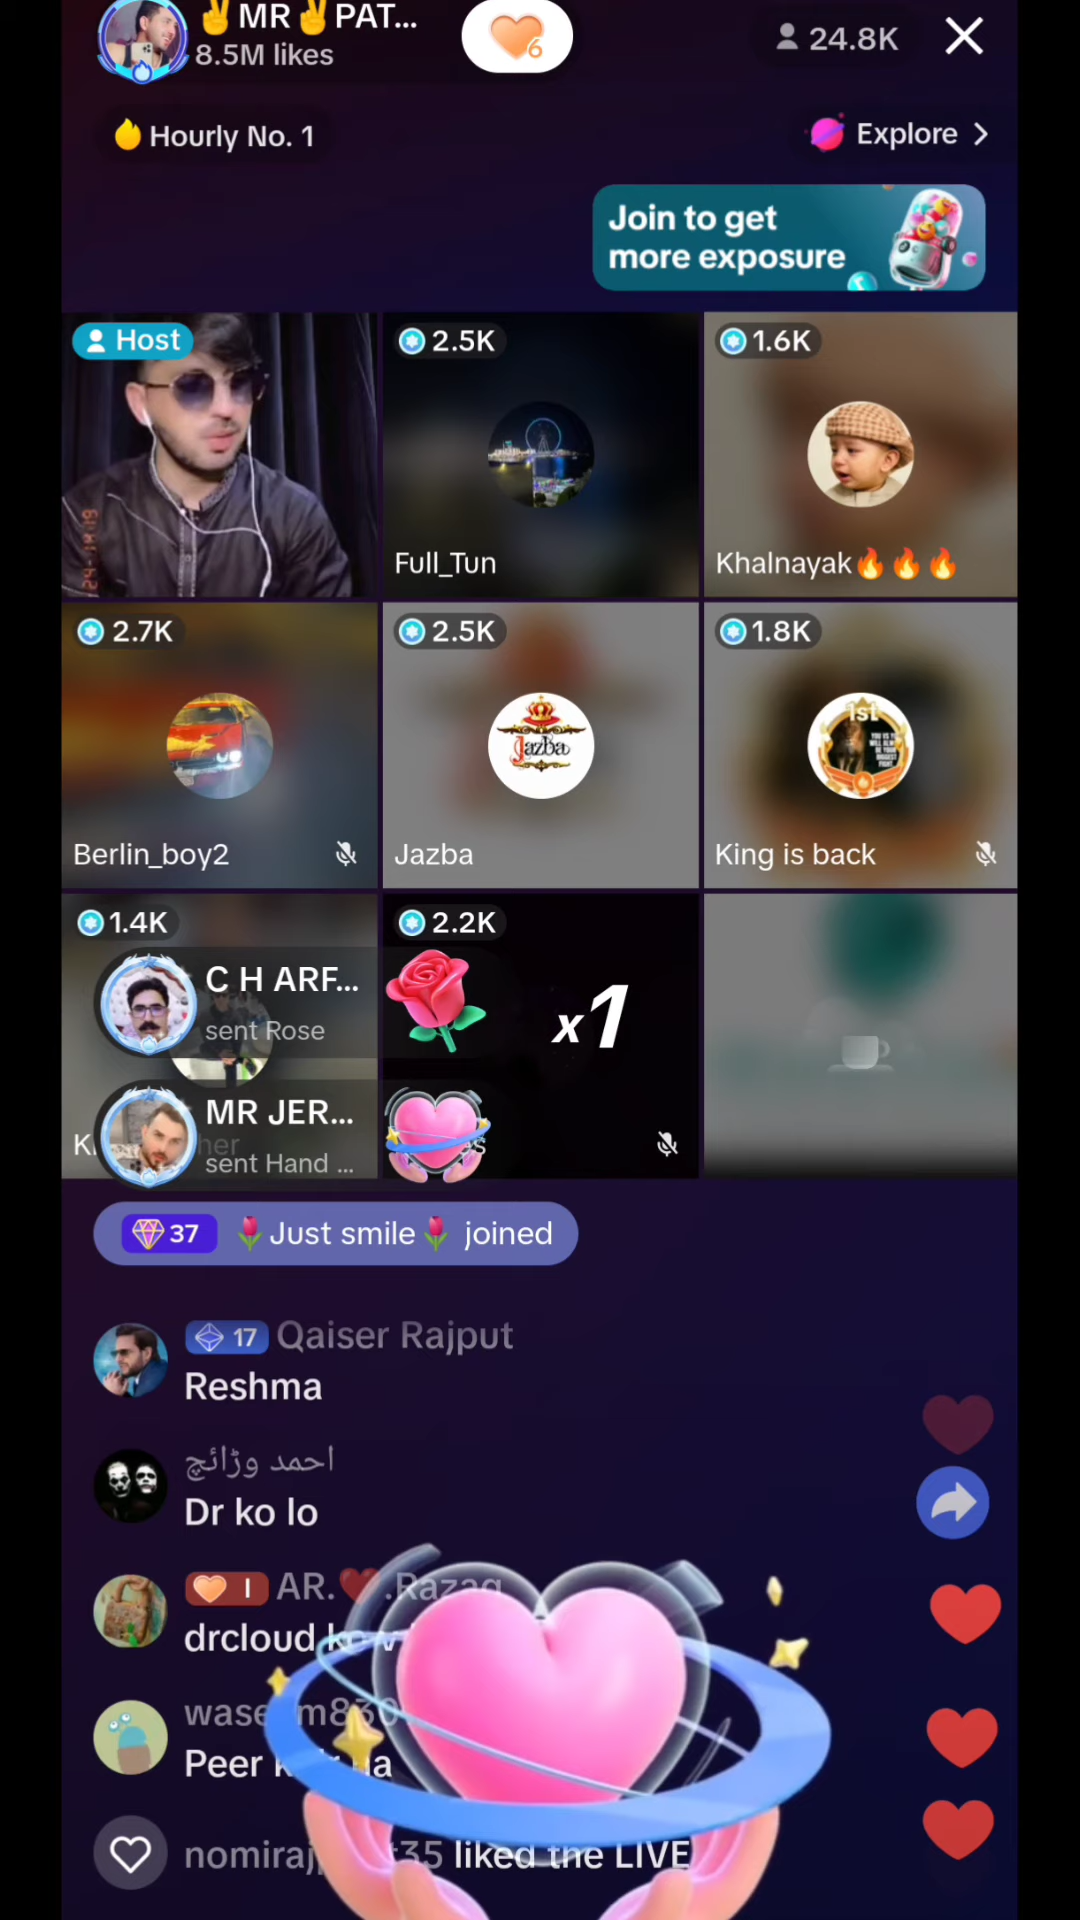 ✌️MR✌️PAT...
8.5M likes
6
24.8K
Hourly No. 1
Explore >
Join to get
more exposure
Host
2.5K
1.6K
Full_Tun
Khalnayak🔥🔥🔥
2.7K
2.5K
1.8K
Jazba
1st
Berlin_boy2
Jazba
King is back
1.4K
2.2K
C H ARF...
sent Rose
x1
MR JER...
sent Hand ...
37 🌷Just smile🌷 joined
17 Qaiser Rajput
Reshma
احمد وڑائچ
Dr ko lo
I AR.❤️.Razaq
drcloud
Peer
liked the LIVE